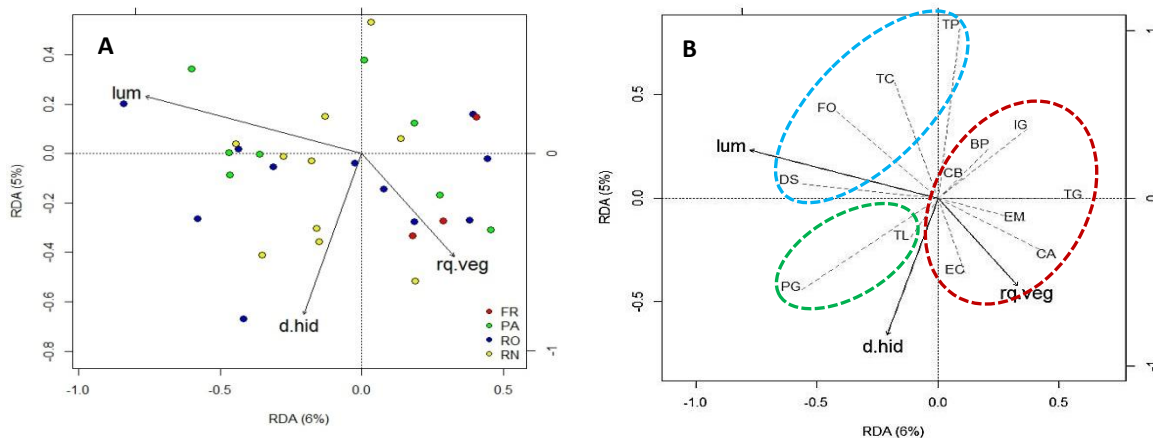 A
lum
rq.veg
d.hid
FR
PA
RO
RN
0.4
0.2
0.0
-0.2
-0.4
-0.6
-0.8
RDA (5%)
0
-1
-1.0
-0.5
0.0
0.5
RDA (6%)
B
TP
TC
FO
IG
BP
lum
CB
DS
TG
EM
TL
CA
EC
PG
rq.veg
d.hid
0.5
0.0
-0.5
RDA (5%)
1
0
-1
-1.0
-0.5
0.0
0.5
RDA (6%)